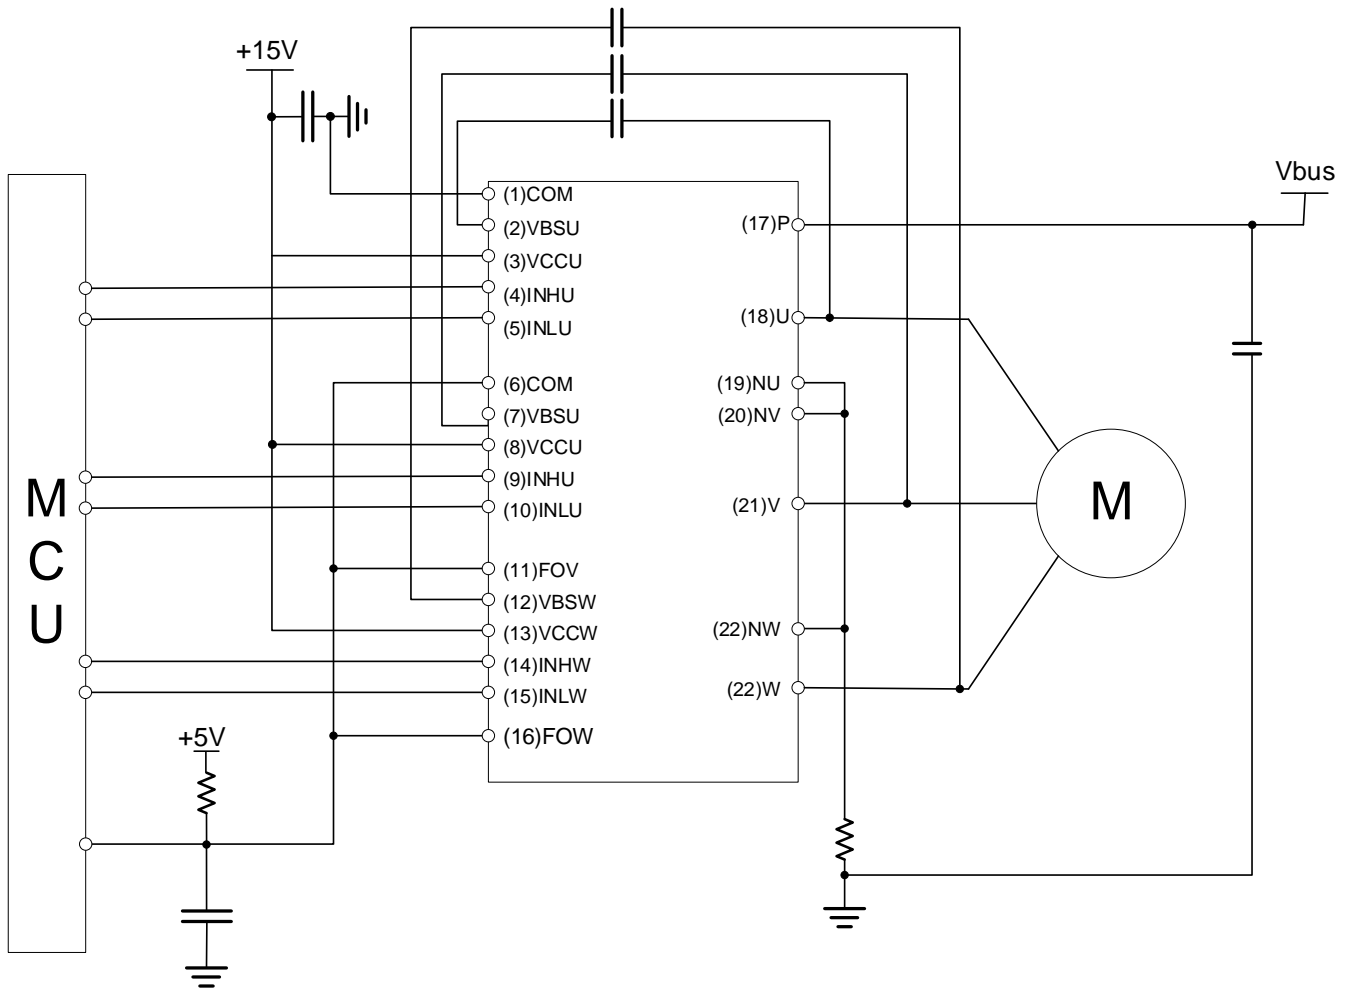 +15V
Vbus
(1)COM
(2)VBSU
(3)VCCU
(4)INHU
(5)INLU
(6)COM
(7)VBSU
(8)VCCU
(9)INHU
(10)INLU
(11)FOV
(12)VBSW
(13)VCCW
(14)INHW
(15)INLW
(16)FOW
(17)P
(18)U
(19)NU
(20)NV
(21)V
(22)NW
(22)W
M
C
U
M
+5V